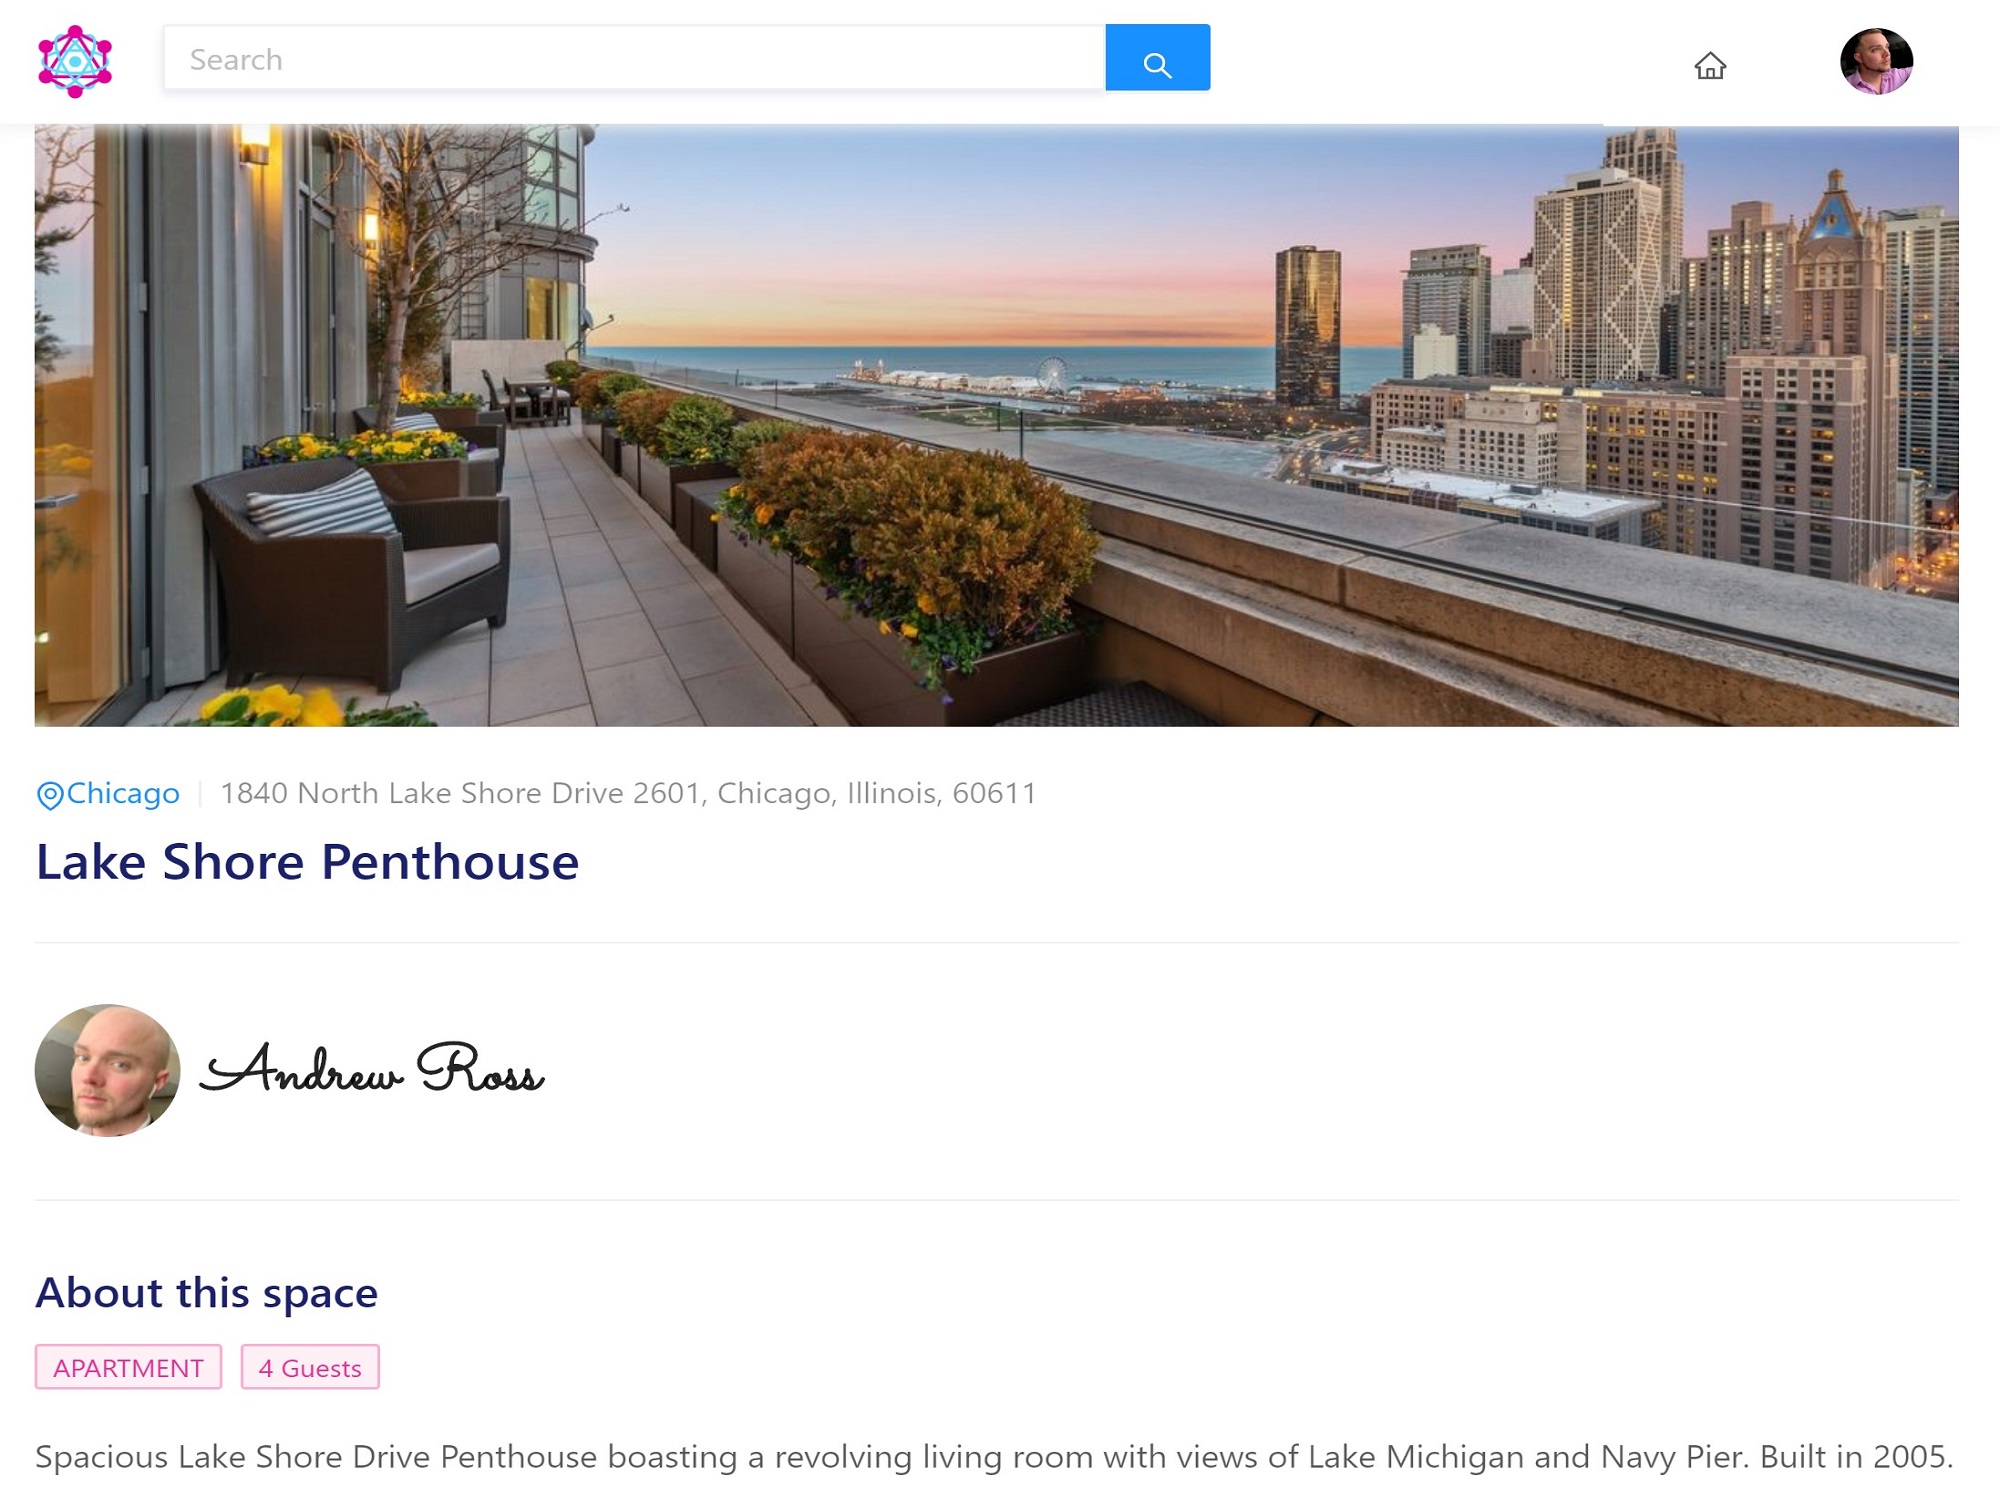 Search
Chicago
1840 North Lake Shore Drive 2601, Chicago, Illinois, 60611
Lake Shore Penthouse
Andrew Ross
About this space
APARTMENT
4 Guests
Spacious Lake Shore Drive Penthouse boasting a revolving living room with views of Lake Michigan and Navy Pier. Built in 2005.